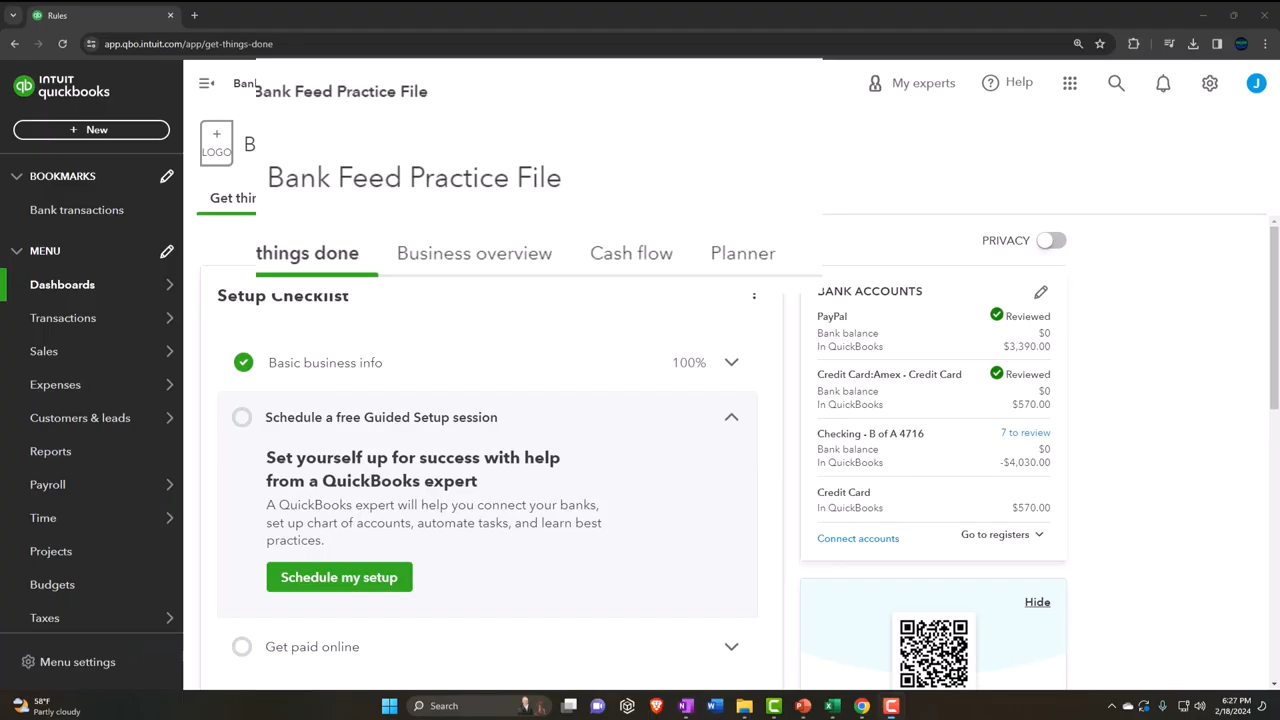 Rules
app.qbo.intuit.com/app/get-things-done
INTUIT
quickbooks
+ New
BOOKMARKS
Bank transactions
MENU
Dashboards
Transactions
Sales
Expenses
Customers & leads
Reports
Payroll
Time
Projects
Budgets
Taxes
Menu settings
Bank Feed Practice File
My experts
Help
J
+
LOGO
B
Bank Feed Practice File
things done
Business overview
Cash flow
Planner
PRIVACY
Setup Checklist
Basic business info
100%
Schedule a free Guided Setup session
Set yourself up for success with help
from a QuickBooks expert
A QuickBooks expert will help you connect your banks,
set up chart of accounts, automate tasks, and learn best
practices.
Schedule my setup
Get paid online
BANK ACCOUNTS
PayPal Reviewed
Bank balance $0
In QuickBooks $3,390.00
Credit Card:Amex - Credit Card Reviewed
Bank balance $0
In QuickBooks $570.00
Checking - B of A 4716 7 to review
Bank balance $0
In QuickBooks -$4,030.00
Credit Card
In QuickBooks $570.00
Connect accounts Go to registers
Hide
58°F
Partly cloudy
Search
6:27 PM
2/18/2024